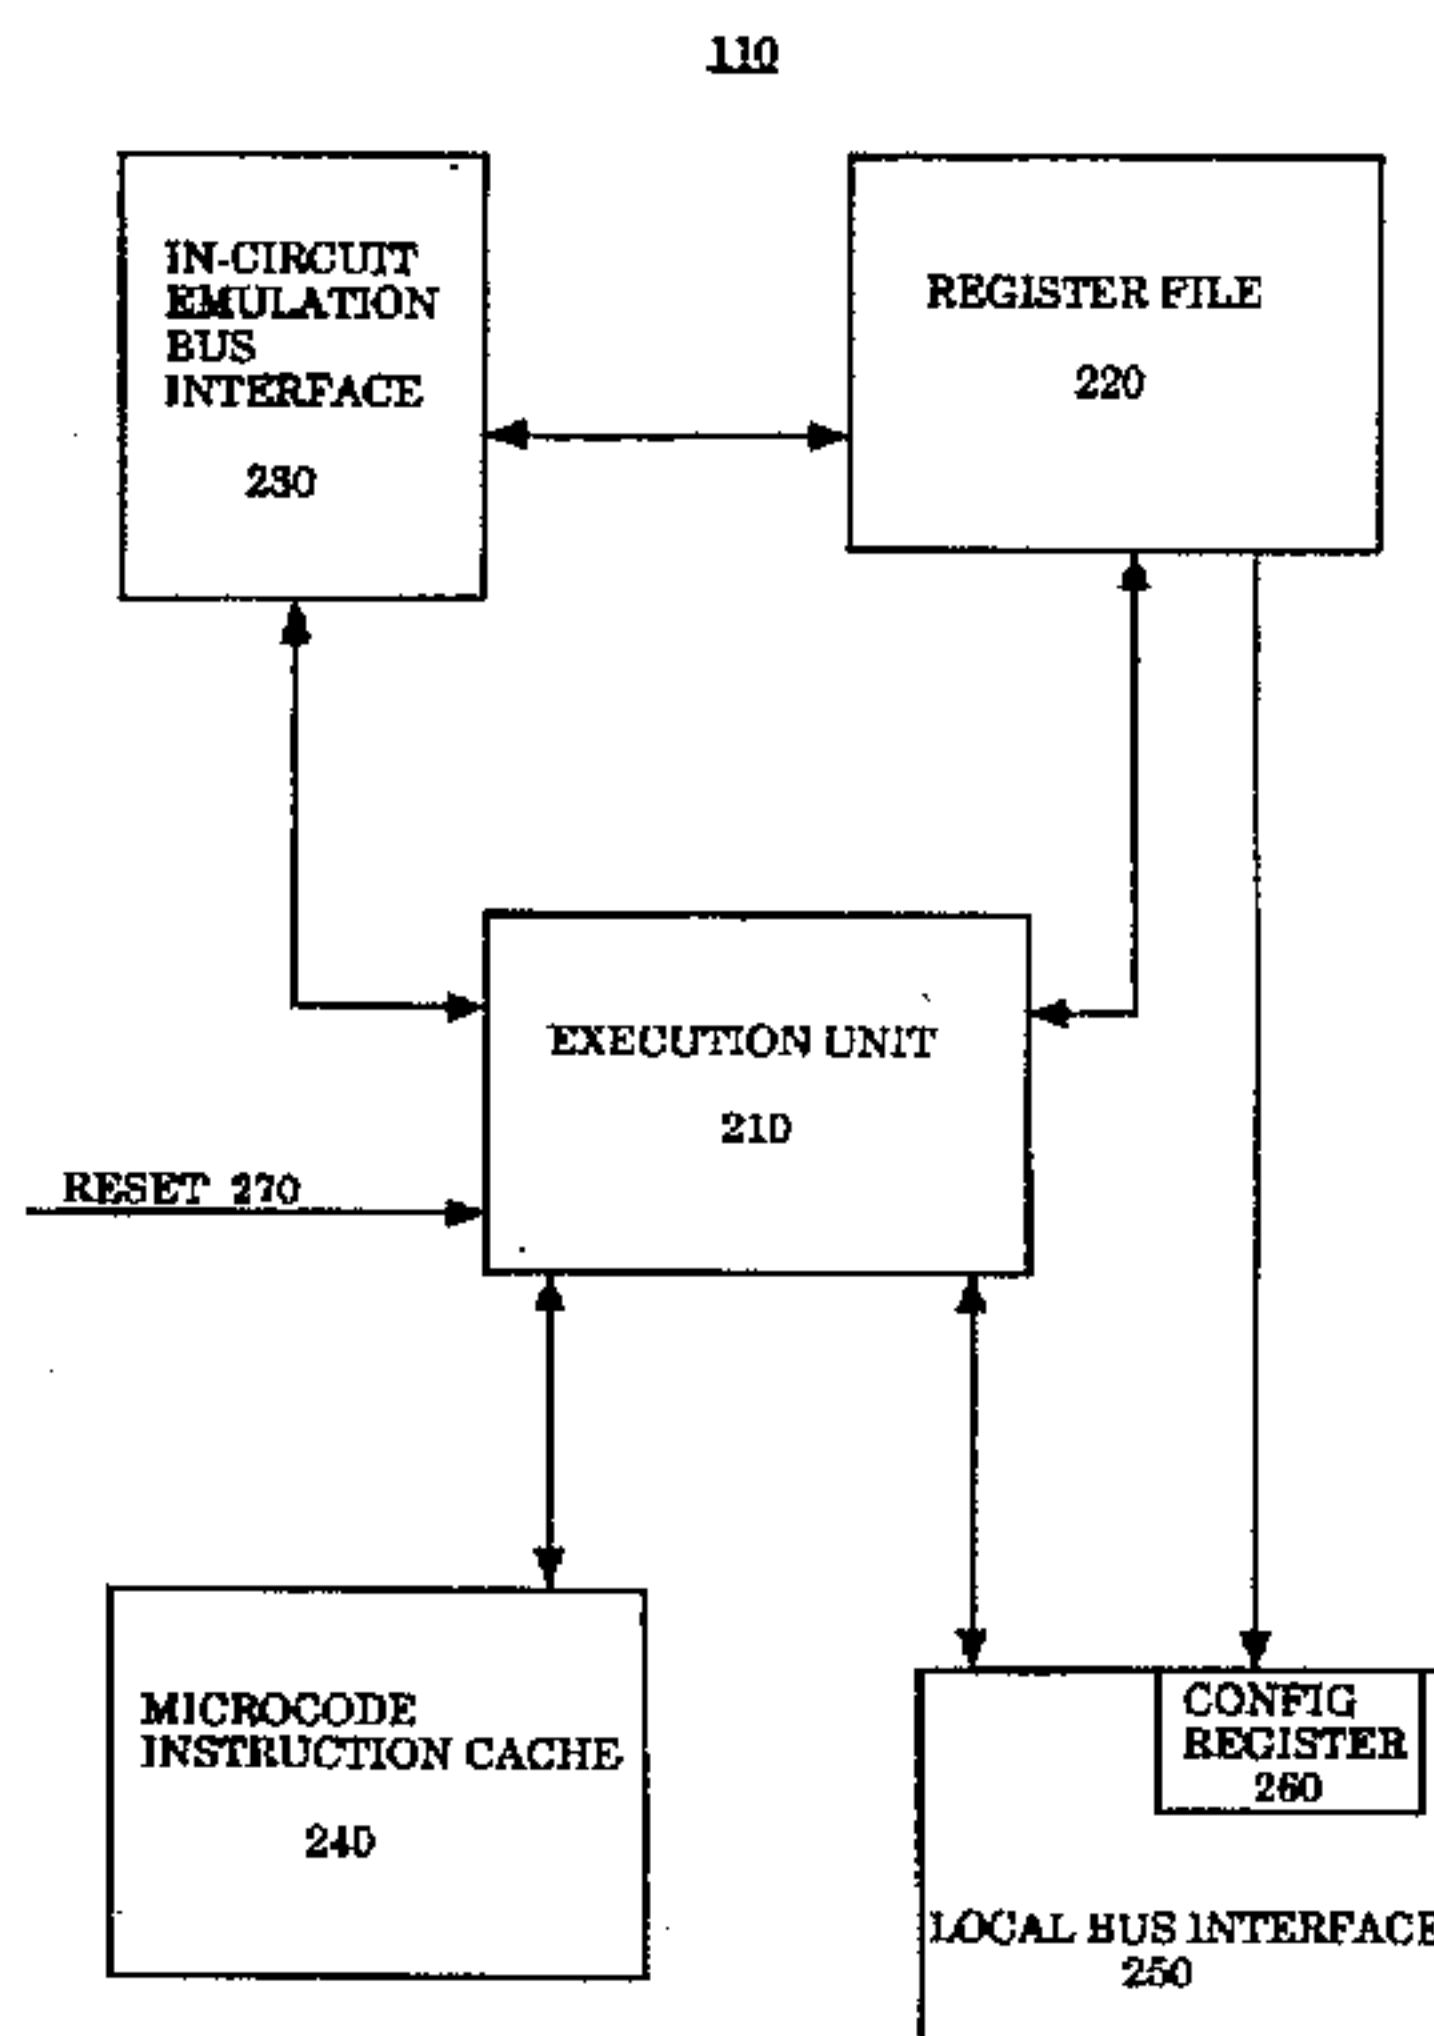 110
IN-CIRCUIT
EMULATION
BUS
INTERFACE
230
REGISTER FILE
220
EXECUTION UNIT
210
RESET 270
MICROCODE
INSTRUCTION CACHE
240
CONFIG
REGISTER
260
LOCAL BUS INTERFACE
250